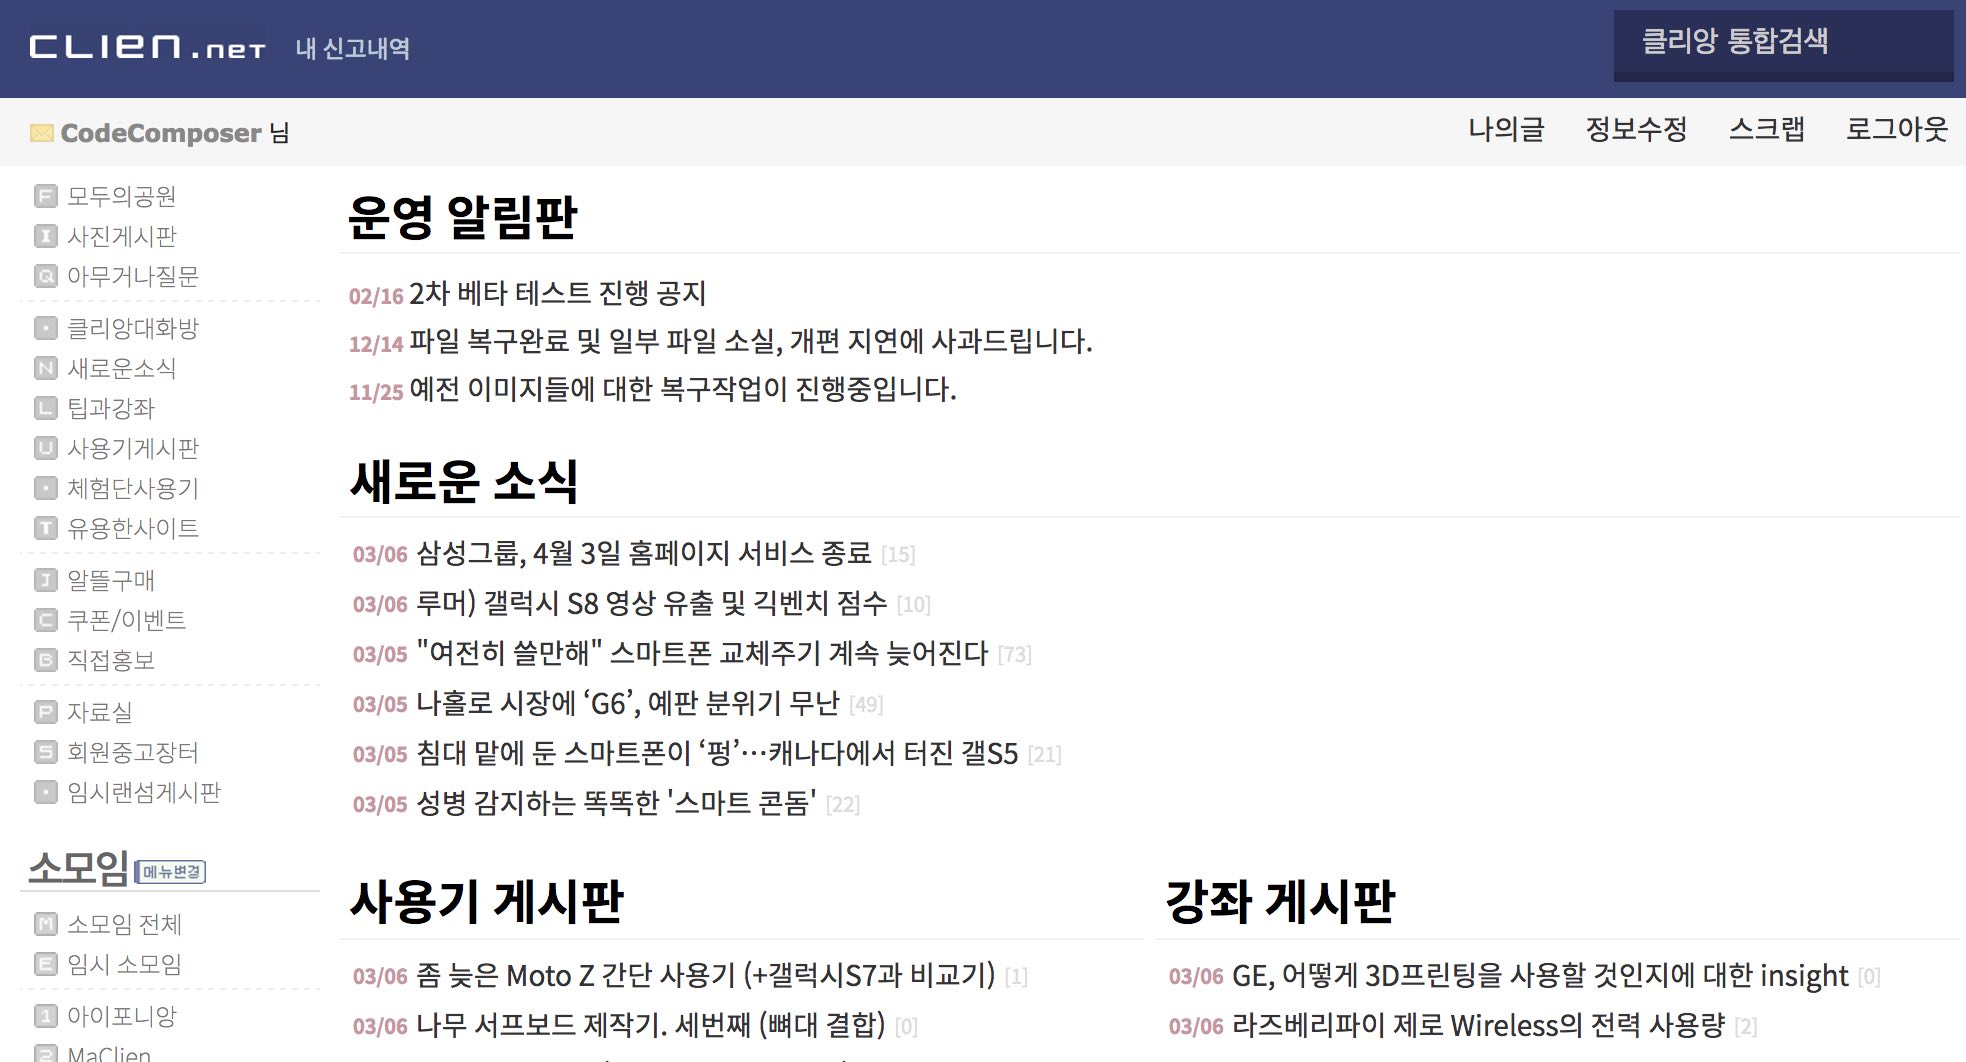 CLIEN.NET 내 신고내역 클리앙 통합검색
CodeComposer 님 나의글 정보수정 스크랩 로그아웃
F 모두의공원
I 사진게시판
Q 아무거나질문
클리앙대화방
N 새로운소식
L 팁과강좌
U 사용기게시판
체험단사용기
T 유용한사이트
J 알뜰구매
C 쿠폰/이벤트
B 직접홍보
P 자료실
S 회원중고장터
임시랜섬게시판
소모임 메뉴변경
M 소모임 전체
E 임시 소모임
1 아이포니앙
2 MaClien
운영 알림판
02/16 2차 베타 테스트 진행 공지
12/14 파일 복구완료 및 일부 파일 소실, 개편 지연에 사과드립니다.
11/25 예전 이미지들에 대한 복구작업이 진행중입니다.
새로운 소식
03/06 삼성그룹, 4월 3일 홈페이지 서비스 종료 [15]
03/06 루머) 갤럭시 S8 영상 유출 및 긱벤치 점수 [10]
03/05 "여전히 쓸만해" 스마트폰 교체주기 계속 늦어진다 [73]
03/05 나홀로 시장에 ‘G6’, 예판 분위기 무난 [49]
03/05 침대 맡에 둔 스마트폰이 ‘펑’…캐나다에서 터진 갤S5 [21]
03/05 성병 감지하는 똑똑한 '스마트 콘돔' [22]
사용기 게시판
03/06 좀 늦은 Moto Z 간단 사용기 (+갤럭시S7과 비교기) [1]
03/06 나무 서프보드 제작기. 세번째 (뼈대 결합) [0]
강좌 게시판
03/06 GE, 어떻게 3D프린팅을 사용할 것인지에 대한 insight [0]
03/06 라즈베리파이 제로 Wireless의 전력 사용량 [2]